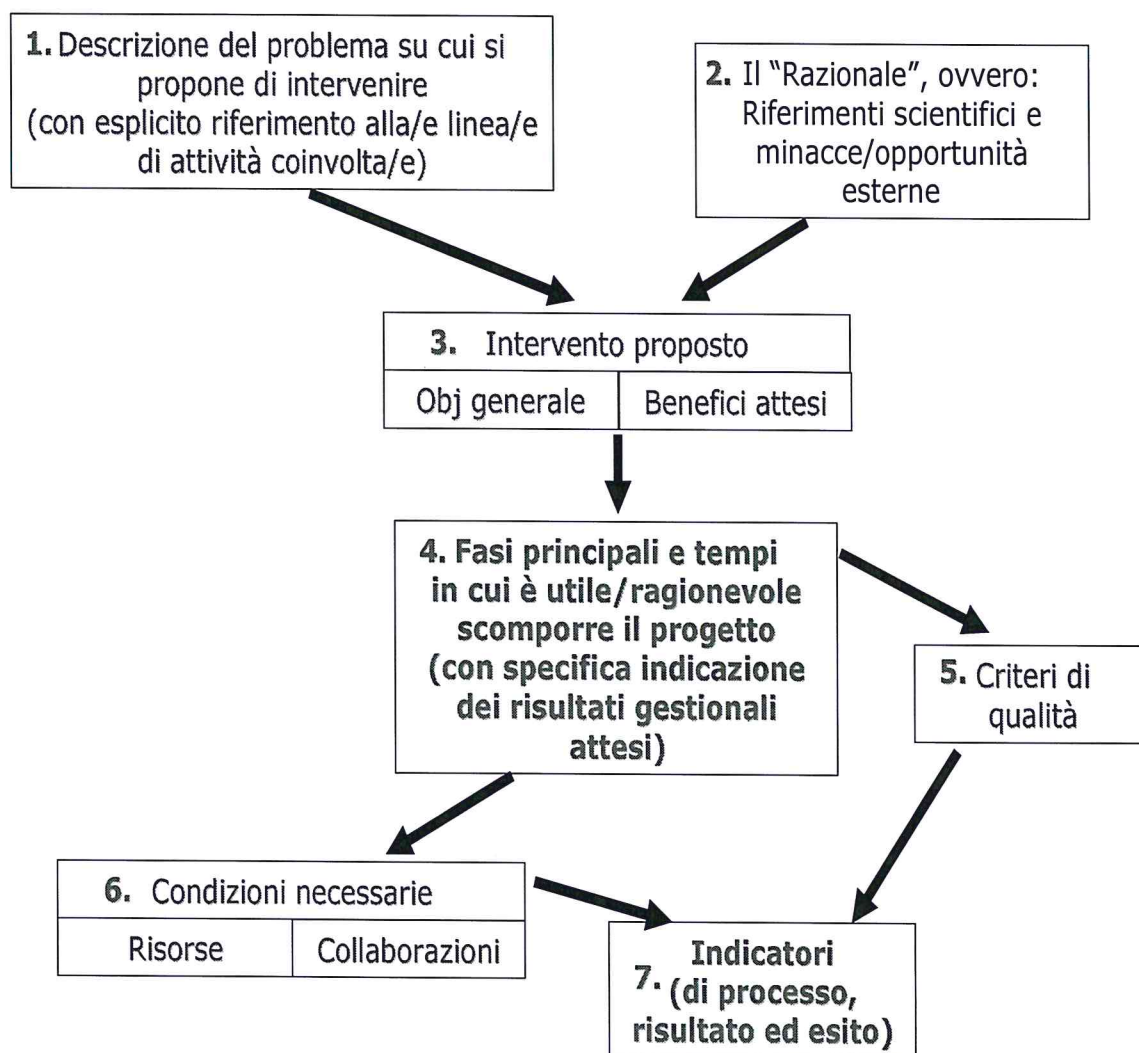 1. Descrizione del problema su cui si
propone di intervenire
(con esplicito riferimento alla/e linea/e
di attività coinvolta/e)
2. Il “Razionale”, ovvero:
Riferimenti scientifici e
minacce/opportunità
esterne
3. Intervento proposto
Obj generale
Benefici attesi
4. Fasi principali e tempi
in cui è utile/ragionevole
scomporre il progetto
(con specifica indicazione
dei risultati gestionali
attesi)
5. Criteri di
qualità
6. Condizioni necessarie
Risorse
Collaborazioni
Indicatori
7. (di processo,
risultato ed esito)